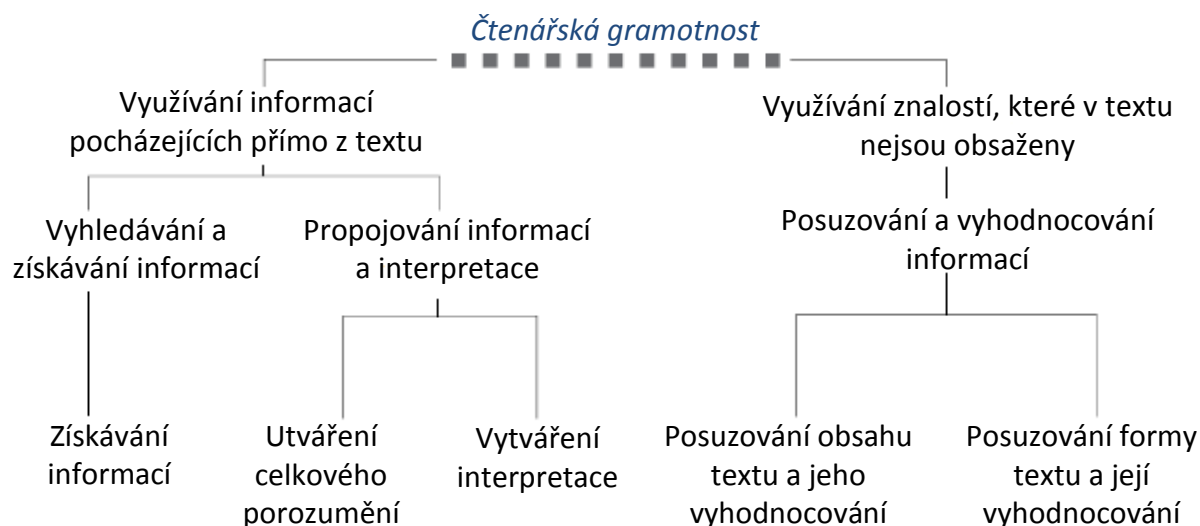 Čtenářská gramotnost
Využívání informací
pocházejících přímo z textu
Využívání znalostí, které v textu
nejsou obsaženy
Vyhledávání a
získávání informací
Propojování informací
a interpretace
Posuzování a vyhodnocování
informací
Získávání
informací
Utváření
celkového
porozumění
Vytváření
interpretace
Posuzování obsahu
textu a jeho
vyhodnocování
Posuzování formy
textu a její
vyhodnocování